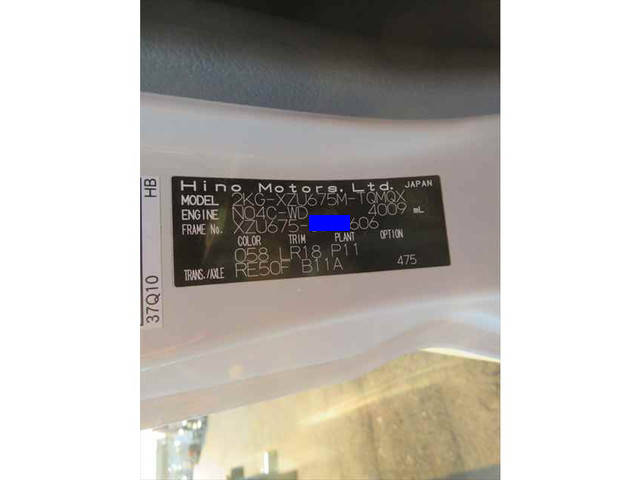 Hino Motors, Ltd. JAPAN
MODEL 2KG-XZU675M-TQMQX
ENGINE N04C-WD 4009 mL
FRAME No. XZU675- 606
COLOR TRIM PLANT OPTION
058 LR18 P11
TRANS./AXLE RE50F B11A 475
HB
37Q10